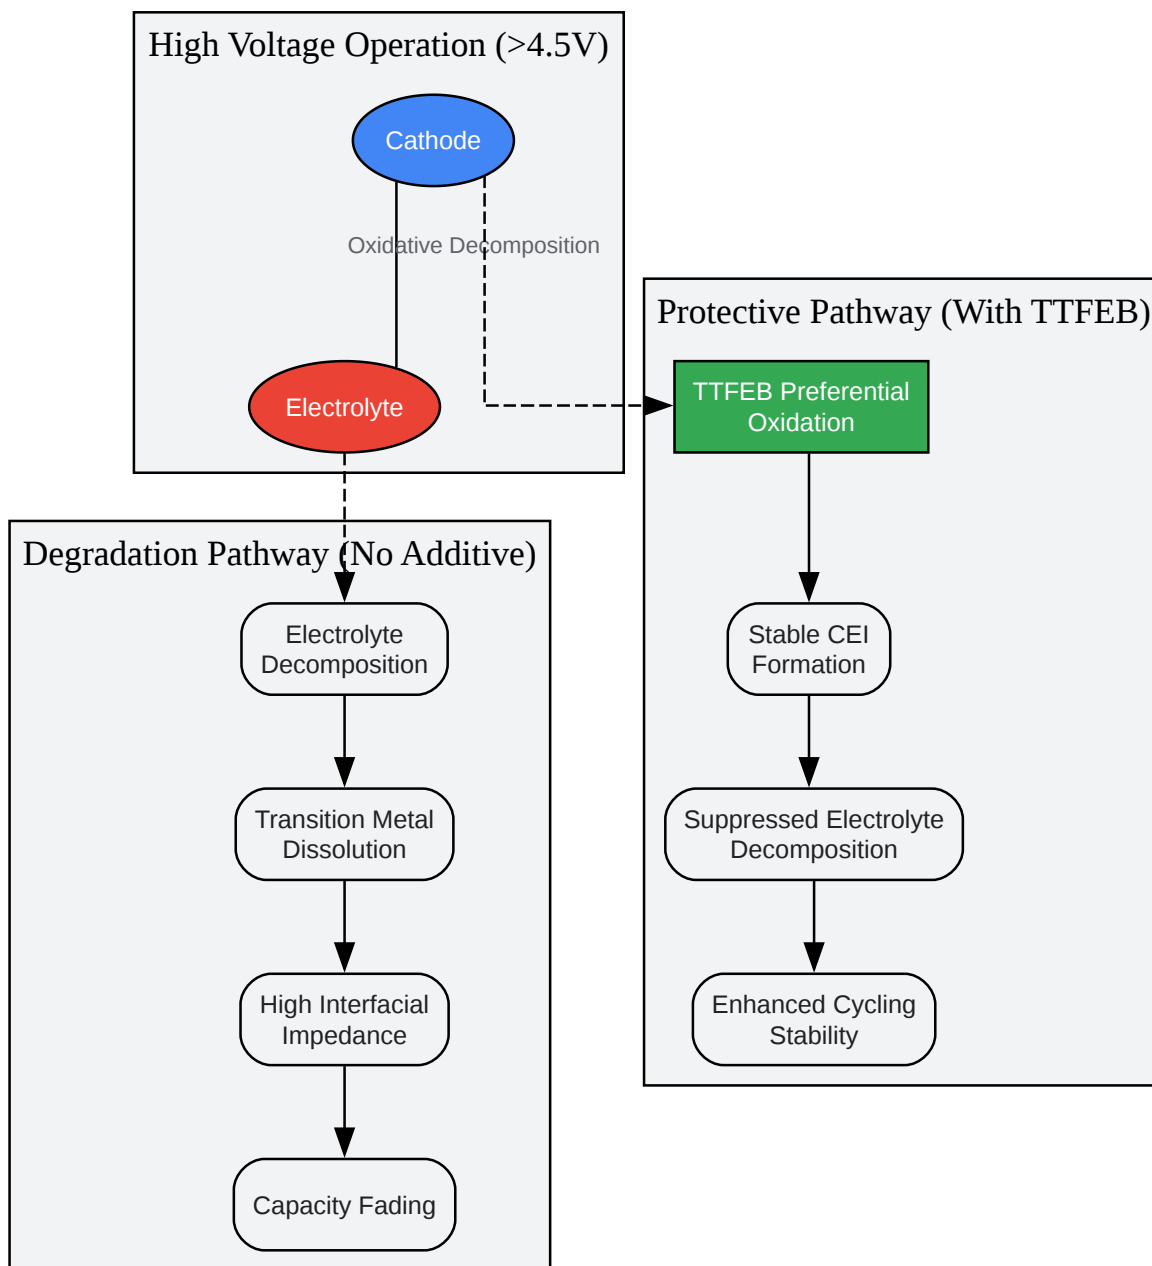 High Voltage Operation (>4.5V)
Cathode
Oxidative Decomposition
Electrolyte
Protective Pathway (With TTFEB)
TTFEB Preferential
Oxidation
Stable CEI
Formation
Suppressed Electrolyte
Decomposition
Enhanced Cycling
Stability
Degradation Pathway (No Additive)
Electrolyte
Decomposition
Transition Metal
Dissolution
High Interfacial
Impedance
Capacity Fading